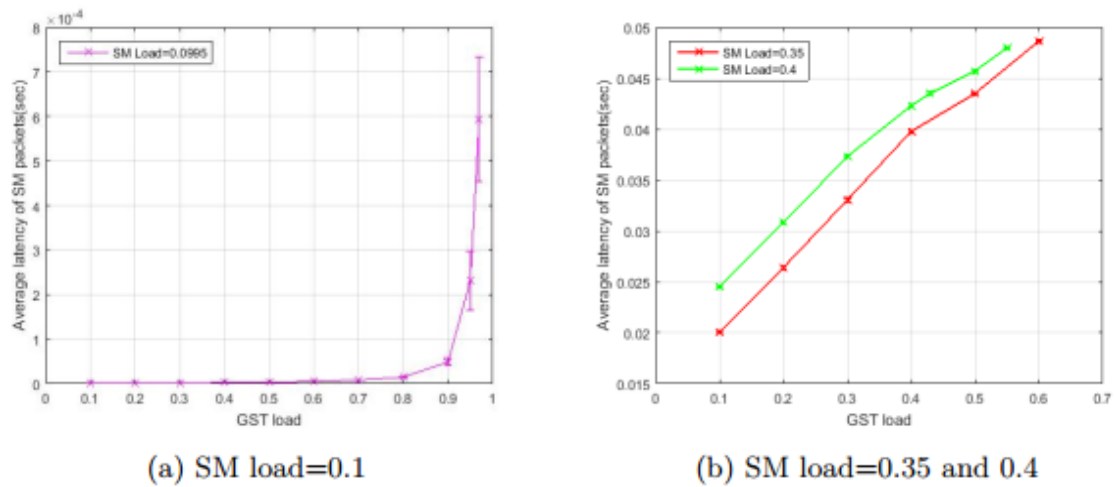 × 10⁻⁴
SM Load=0.0995
8
7
6
5
4
3
2
1
0
Average latency of SM packets(sec)
0 0.1 0.2 0.3 0.4 0.5 0.6 0.7 0.8 0.9 1
GST load
(a) SM load=0.1
SM Load=0.35
SM Load=0.4
0.05
0.045
0.04
0.035
0.03
0.025
0.02
0.015
Average latency of SM packets(sec)
0 0.1 0.2 0.3 0.4 0.5 0.6 0.7
GST load
(b) SM load=0.35 and 0.4